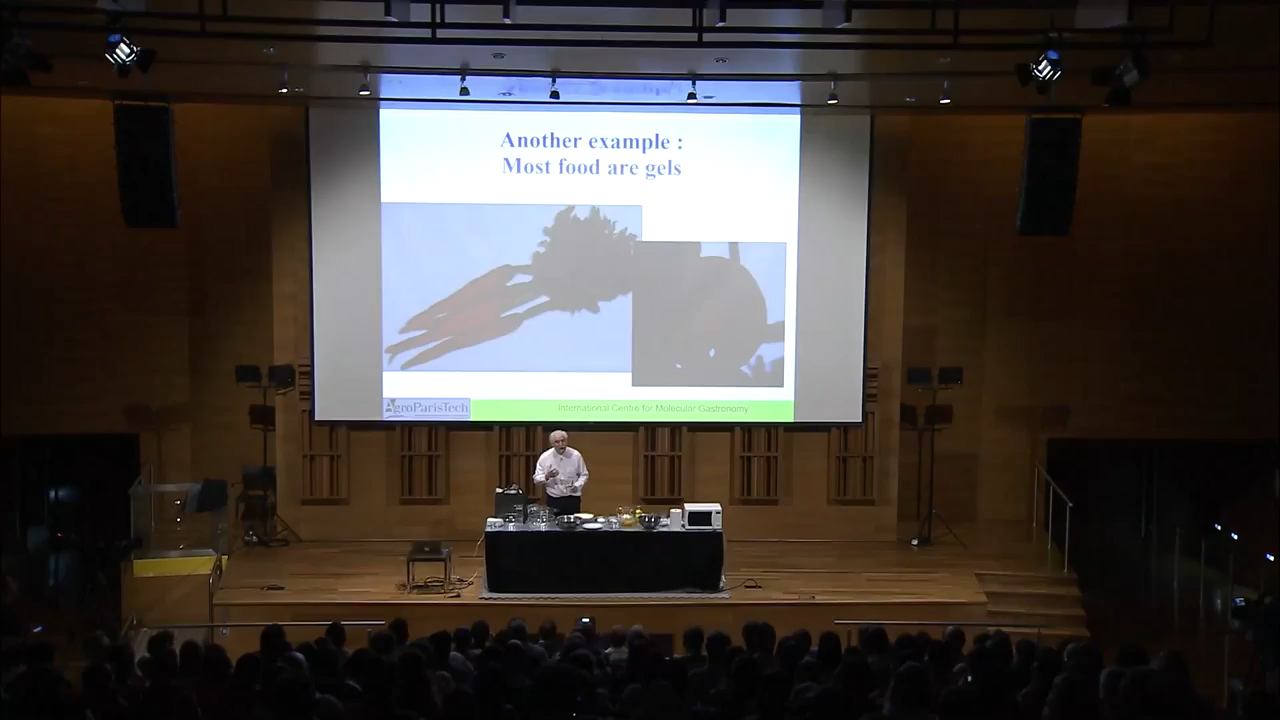 Another example :
Most food are gels
AgroParisTech
International Centre for Molecular Gastronomy